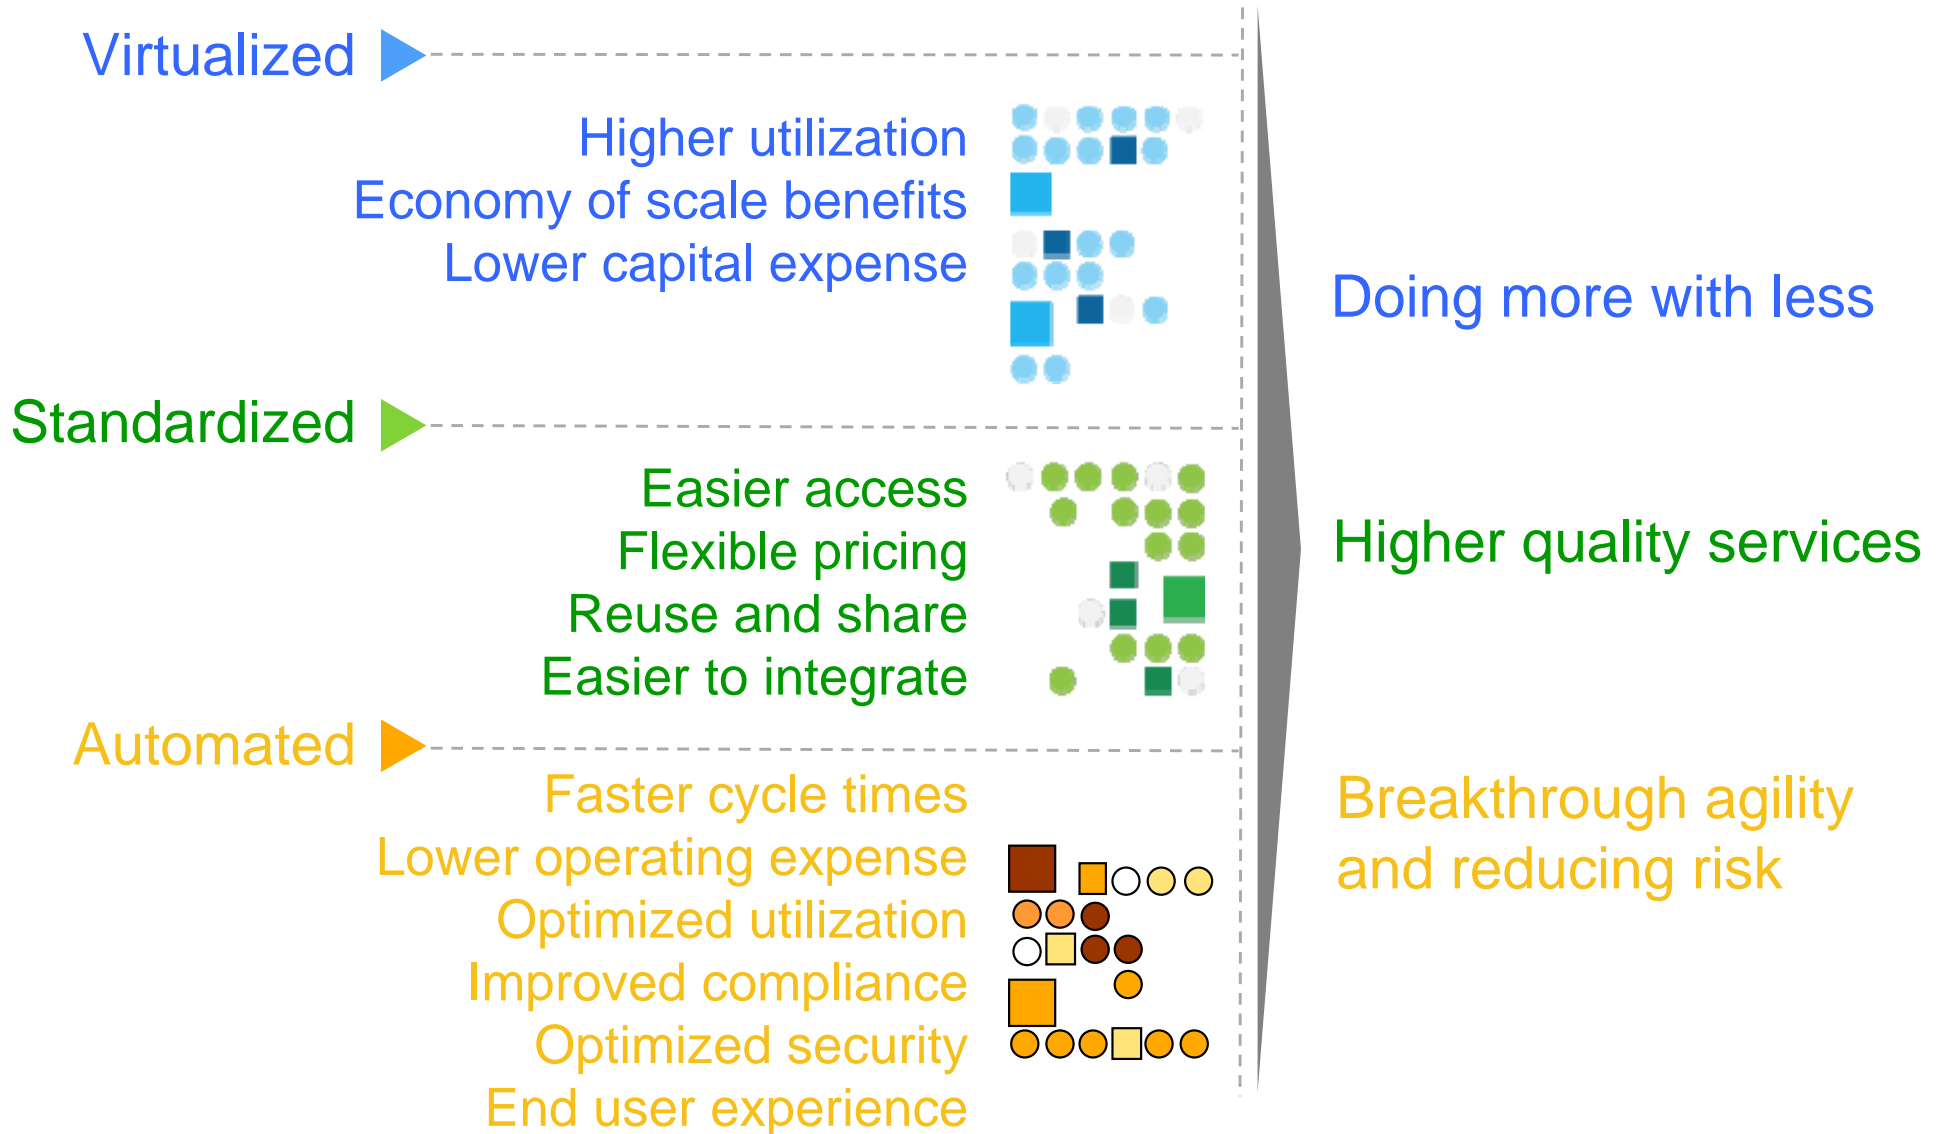 Virtualized
Higher utilization
Economy of scale benefits
Lower capital expense
Doing more with less
Standardized
Easier access
Flexible pricing
Reuse and share
Easier to integrate
Higher quality services
Automated
Faster cycle times
Lower operating expense
Optimized utilization
Improved compliance
Optimized security
End user experience
Breakthrough agility
and reducing risk